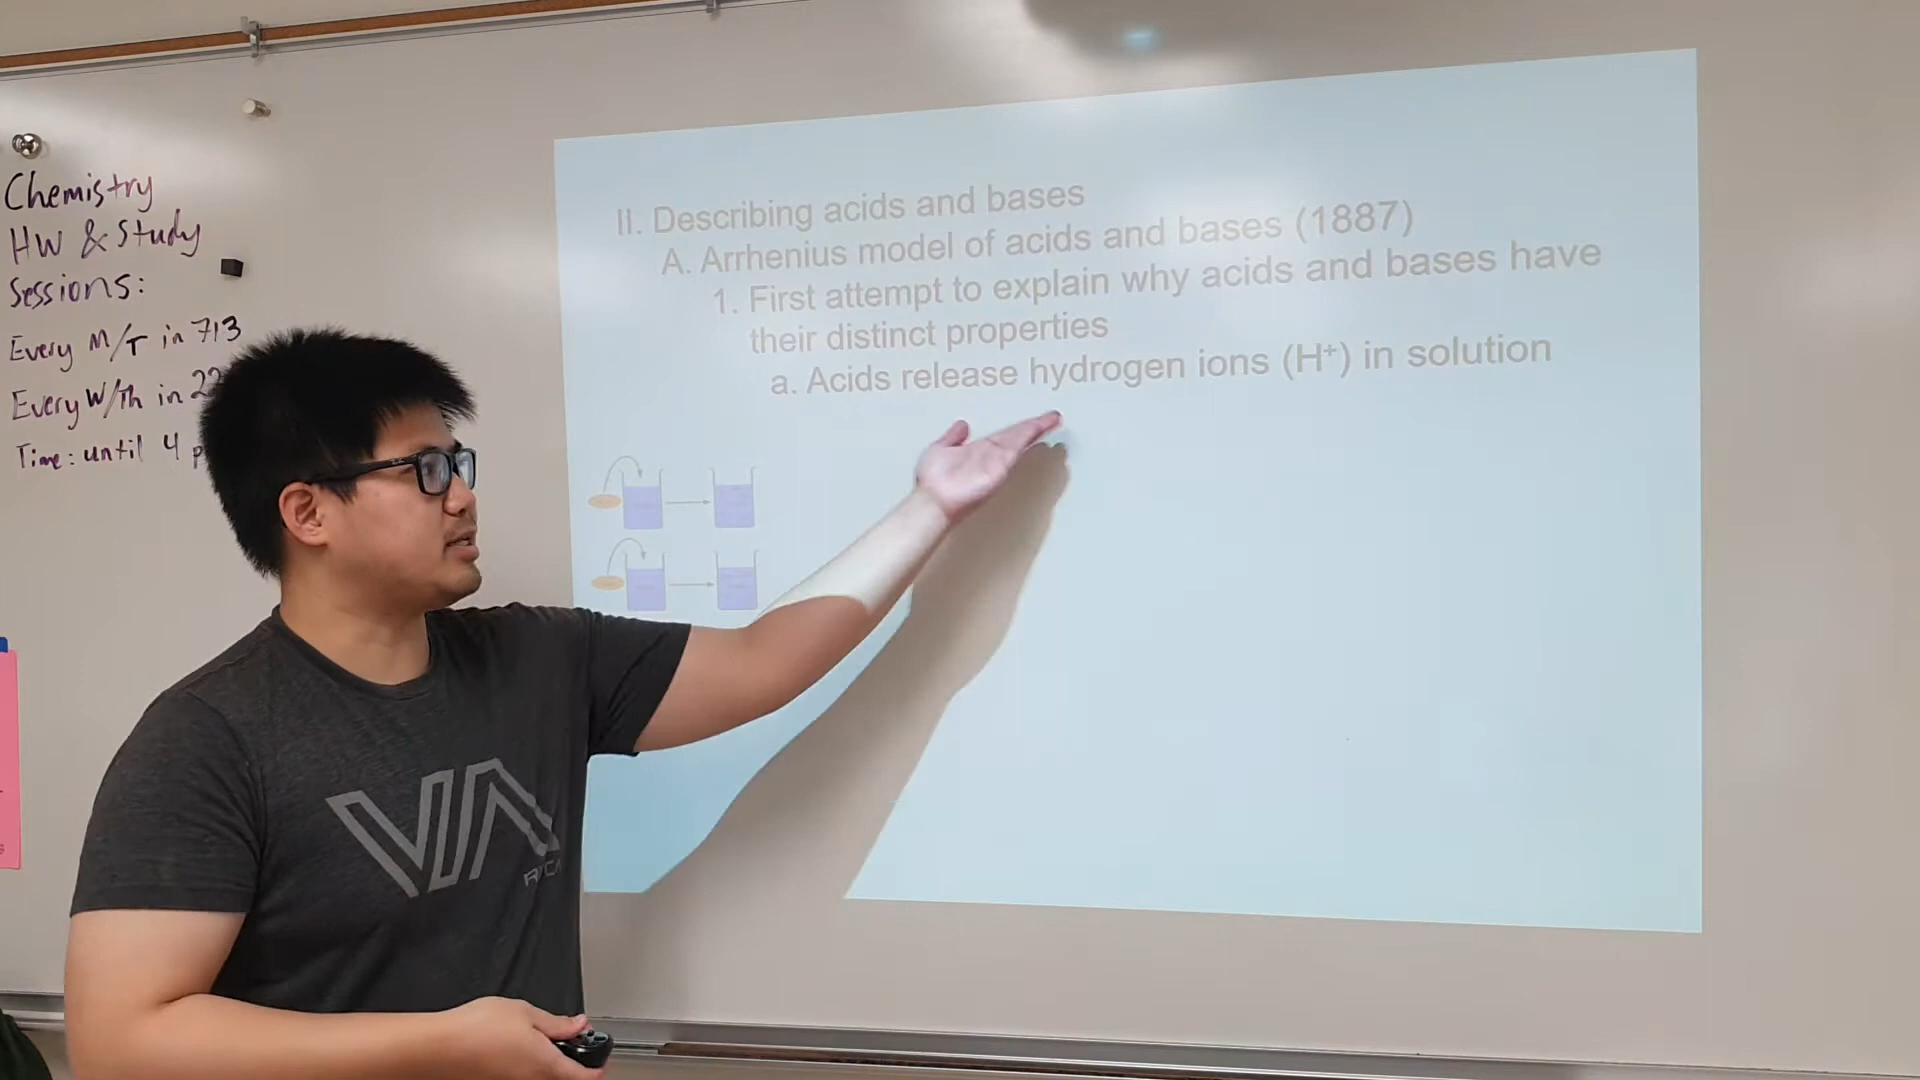 Chemistry
HW & Study
Sessions:
Every M/T in 713
Every W/Th in 22
Time: until 4 p
II. Describing acids and bases
A. Arrhenius model of acids and bases (1887)
1. First attempt to explain why acids and bases have
their distinct properties
a. Acids release hydrogen ions (H⁺) in solution
VA